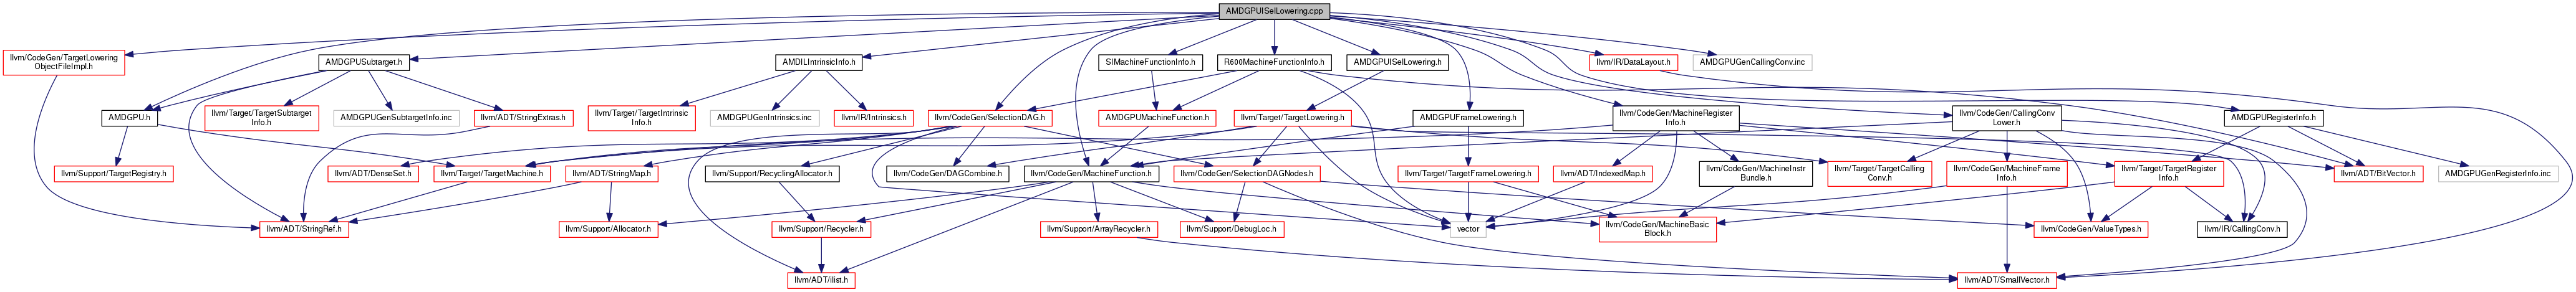 AMDGPUISelLowering.cpp
llvm/CodeGen/TargetLowering
ObjectFileImpl.h
AMDGPUSubtarget.h
AMDILIntrinsicInfo.h
SIMachineFunctionInfo.h
R600MachineFunctionInfo.h
AMDGPUISelLowering.h
llvm/IR/DataLayout.h
AMDGPUGenCallingConv.inc
AMDGPU.h
llvm/Target/TargetSubtarget
Info.h
AMDGPUGenSubtargetInfo.inc
llvm/ADT/StringExtras.h
llvm/Target/TargetIntrinsic
Info.h
AMDGPUGenIntrinsics.inc
llvm/IR/Intrinsics.h
llvm/CodeGen/SelectionDAG.h
AMDGPUMachineFunction.h
llvm/Target/TargetLowering.h
AMDGPUFrameLowering.h
llvm/CodeGen/MachineRegister
Info.h
llvm/CodeGen/CallingConv
Lower.h
AMDGPURegisterInfo.h
llvm/Support/TargetRegistry.h
llvm/ADT/DenseSet.h
llvm/Target/TargetMachine.h
llvm/ADT/StringMap.h
llvm/Support/RecyclingAllocator.h
llvm/CodeGen/DAGCombine.h
llvm/CodeGen/MachineFunction.h
llvm/CodeGen/SelectionDAGNodes.h
llvm/Target/TargetFrameLowering.h
llvm/ADT/IndexedMap.h
llvm/CodeGen/MachineInstr
Bundle.h
llvm/Target/TargetCalling
Conv.h
llvm/CodeGen/MachineFrame
Info.h
llvm/Target/TargetRegister
Info.h
llvm/ADT/BitVector.h
AMDGPUGenRegisterInfo.inc
llvm/ADT/StringRef.h
llvm/Support/Allocator.h
llvm/Support/Recycler.h
llvm/Support/ArrayRecycler.h
llvm/Support/DebugLoc.h
vector
llvm/CodeGen/MachineBasic
Block.h
llvm/CodeGen/ValueTypes.h
llvm/IR/CallingConv.h
llvm/ADT/ilist.h
llvm/ADT/SmallVector.h